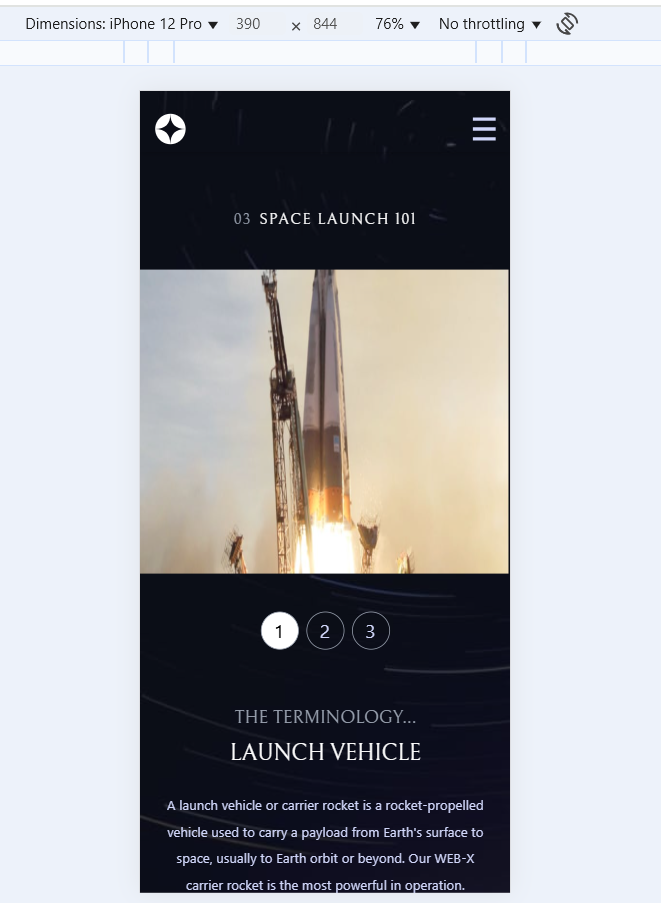 Dimensions: iPhone 12 Pro ▼ 390 × 844 76% ▼ No throttling ▼
03 SPACE LAUNCH 101
1 2 3
THE TERMINOLOGY...
LAUNCH VEHICLE
A launch vehicle or carrier rocket is a rocket-propelled
vehicle used to carry a payload from Earth's surface to
space, usually to Earth orbit or beyond. Our WEB-X
carrier rocket is the most powerful in operation.